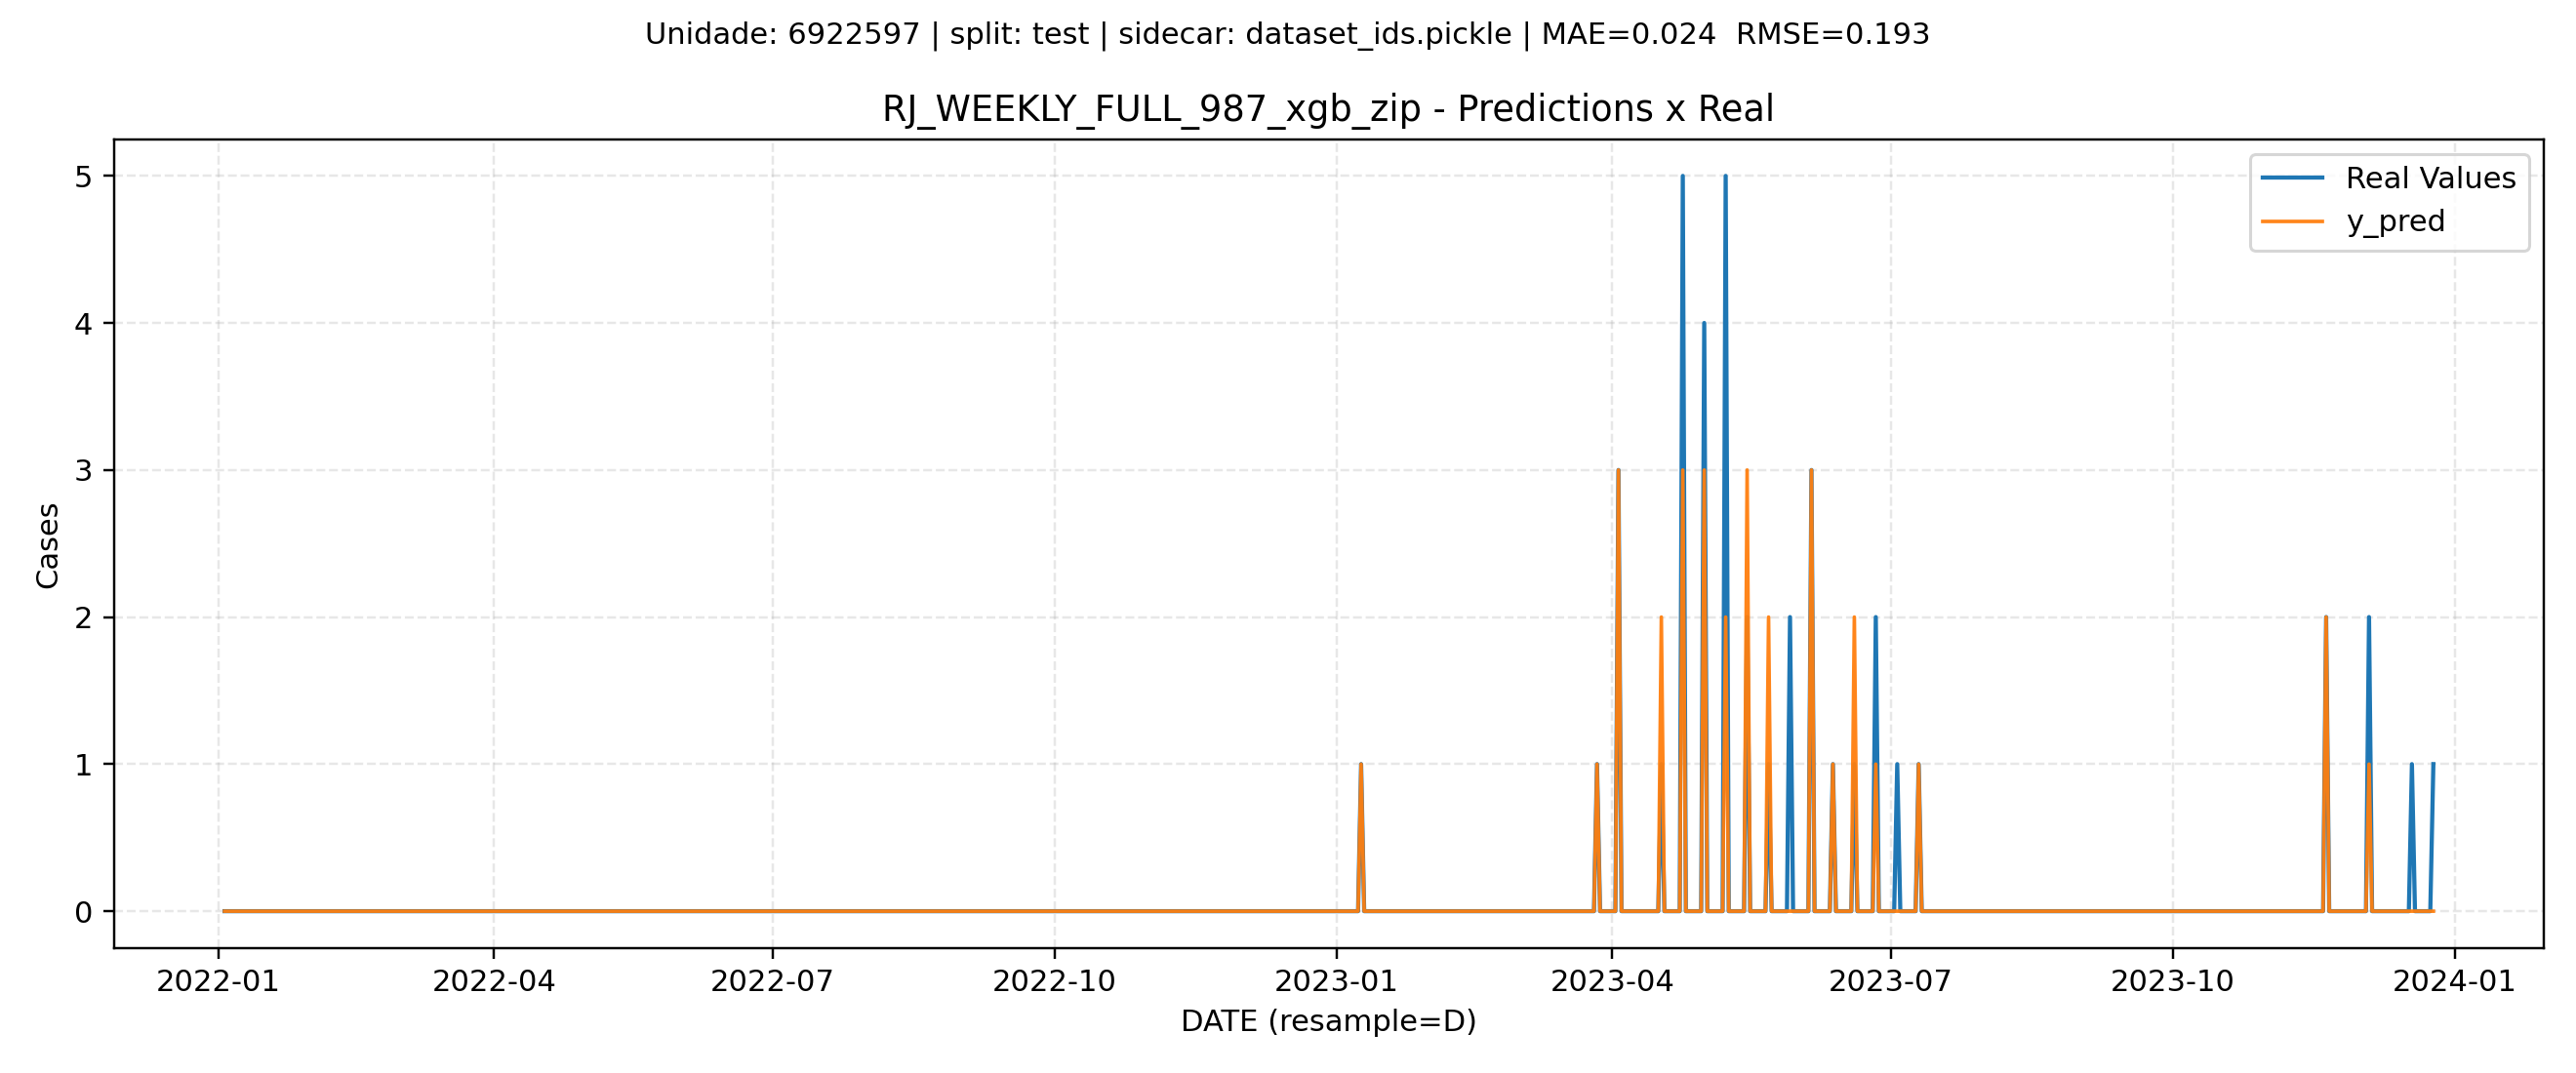 Unidade: 6922597 | split: test | sidecar: dataset_ids.pickle | MAE=0.024  RMSE=0.193
RJ_WEEKLY_FULL_987_xgb_zip - Predictions x Real
Real Values
y_pred
5
4
3
2
1
0
Cases
2022-01
2022-04
2022-07
2022-10
2023-01
2023-04
2023-07
2023-10
2024-01
DATE (resample=D)